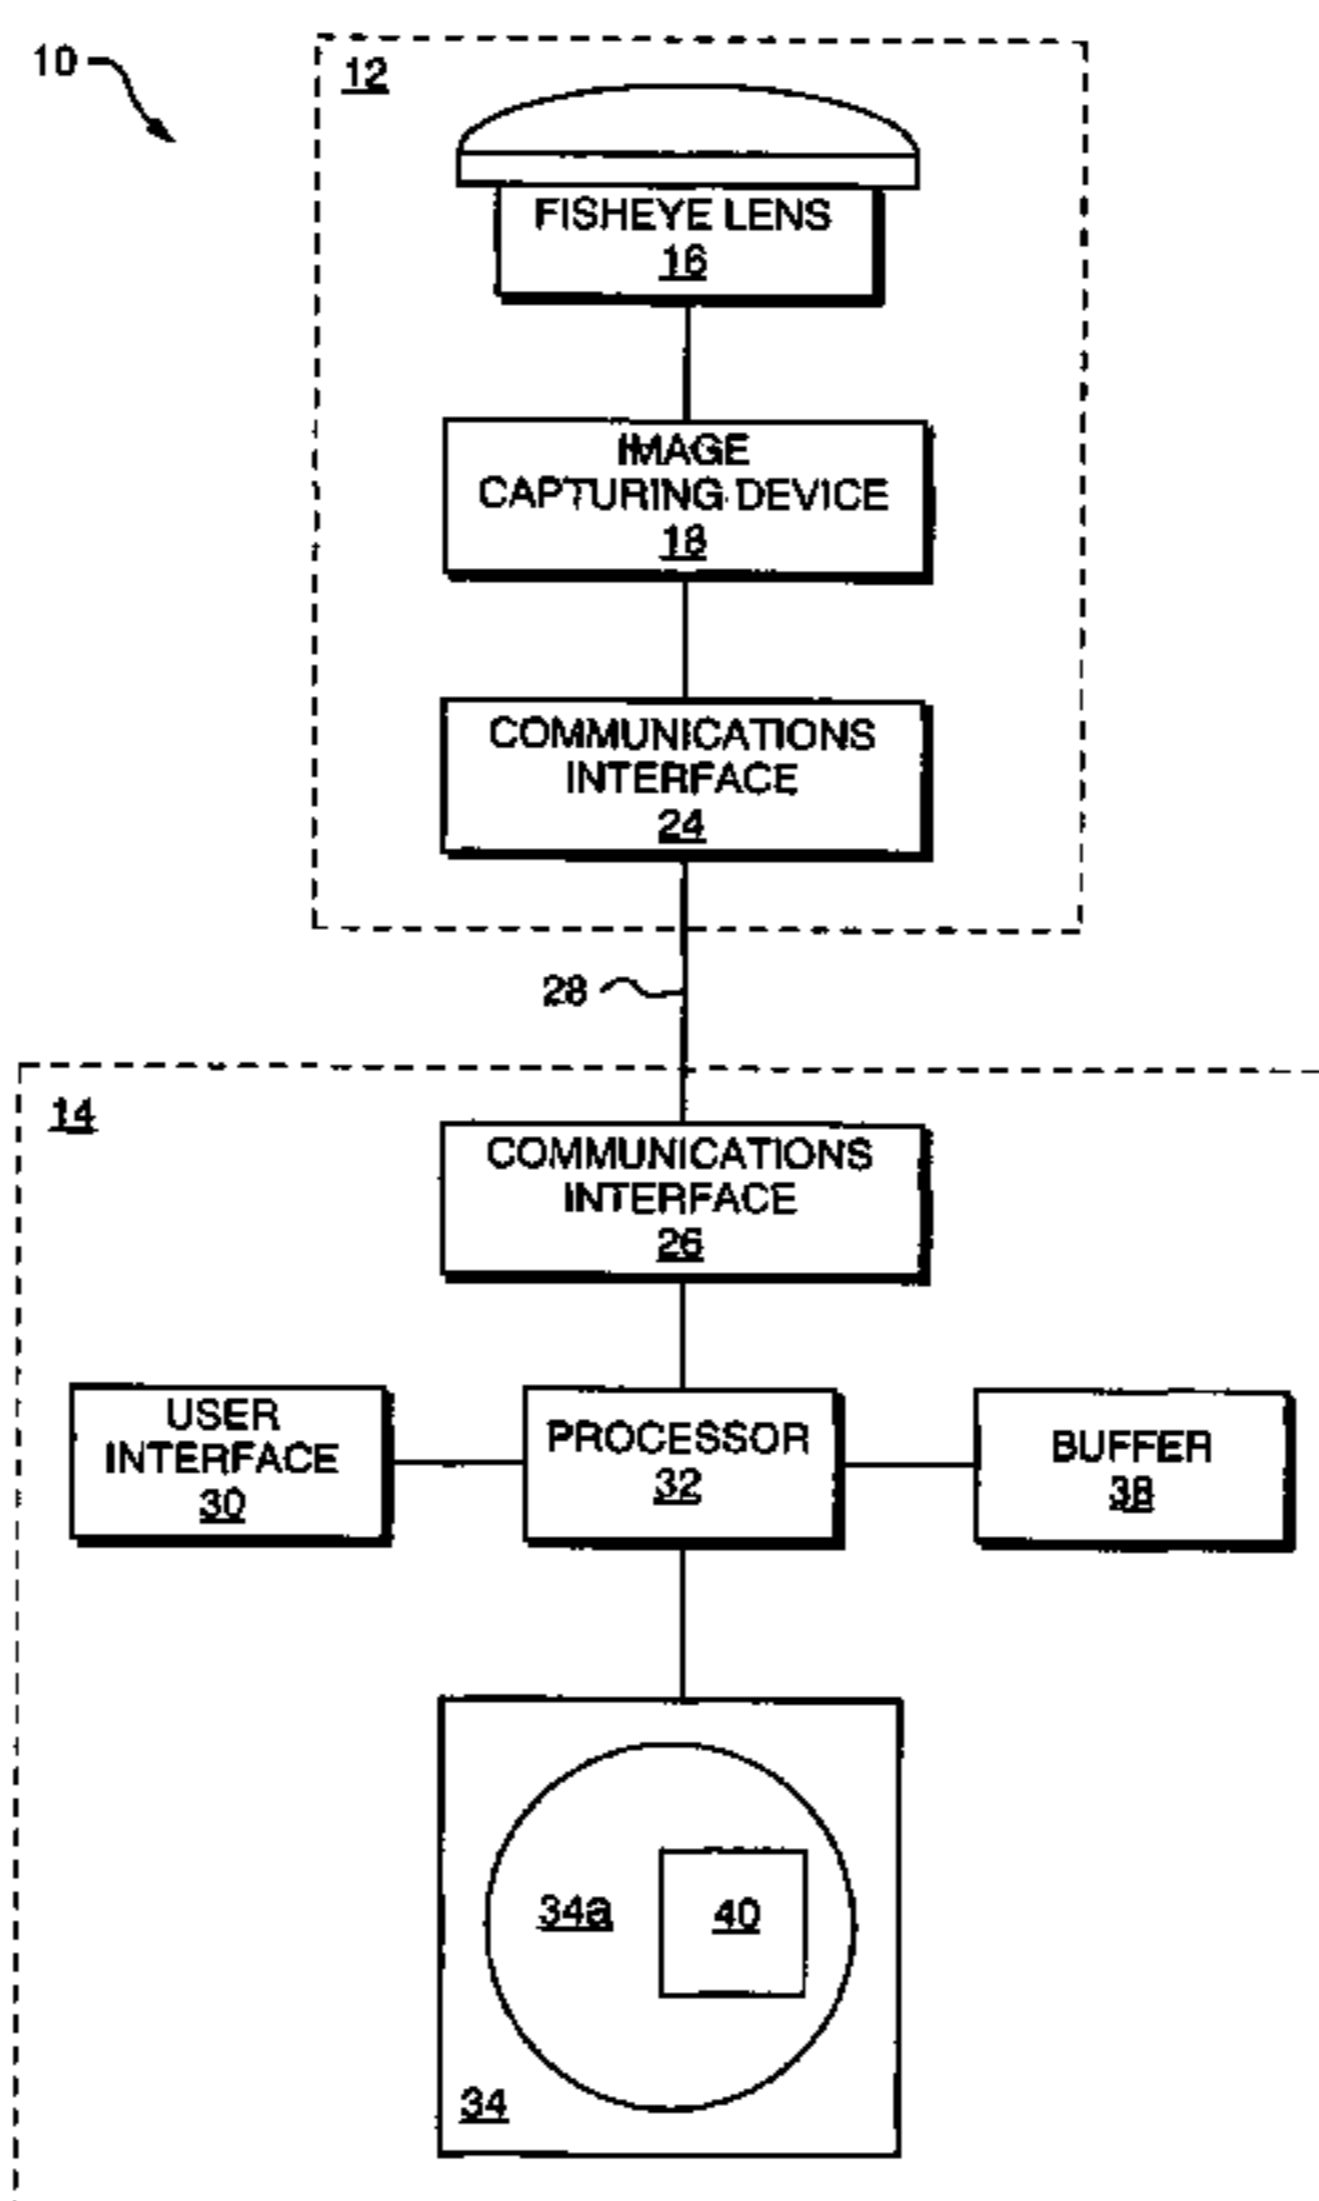 10
12
FISHEYE LENS
16
IMAGE
CAPTURING DEVICE
18
COMMUNICATIONS
INTERFACE
24
28
14
COMMUNICATIONS
INTERFACE
26
USER
INTERFACE
30
PROCESSOR
32
BUFFER
38
34a
40
34